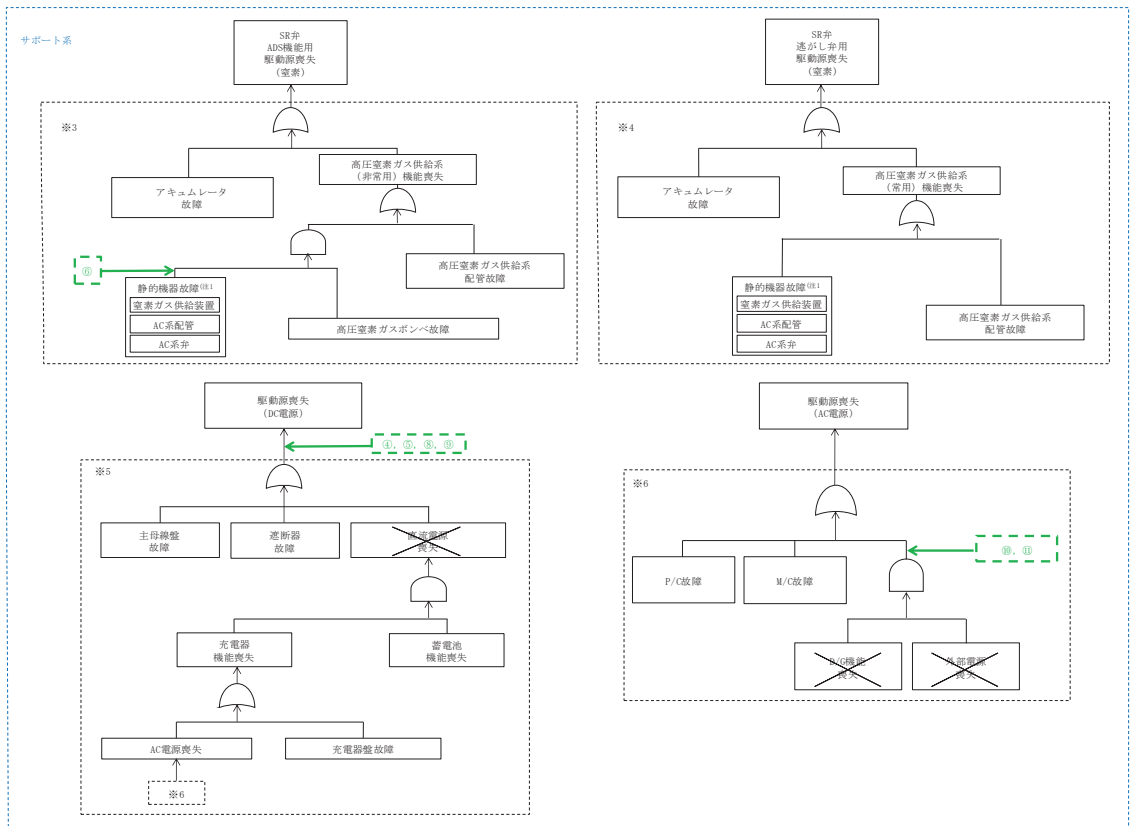 サポート系
SR弁
ADS機能用
駆動源喪失
(窒素)
SR弁
逃がし弁用
駆動源喪失
(窒素)
※3
高圧窒素ガス供給系
(非常用)機能喪失
アキュムレータ
故障
⑥
高圧窒素ガス供給系
配管故障
静的機器故障(注1
窒素ガス供給装置
AC系配管
AC系弁
高圧窒素ガスボンベ故障
※4
高圧窒素ガス供給系
(常用)機能喪失
アキュムレータ
故障
静的機器故障(注1
窒素ガス供給装置
AC系配管
AC系弁
高圧窒素ガス供給系
配管故障
駆動源喪失
(DC電源)
④, ⑤, ⑧, ⑨
※5
主母線盤
故障
遮断器
故障
直流電源
喪失
充電器
機能喪失
蓄電池
機能喪失
AC電源喪失
充電器盤故障
※6
駆動源喪失
(AC電源)
※6
⑩, ⑪
P/C故障
M/C故障
D/G機能
喪失
外部電源
喪失